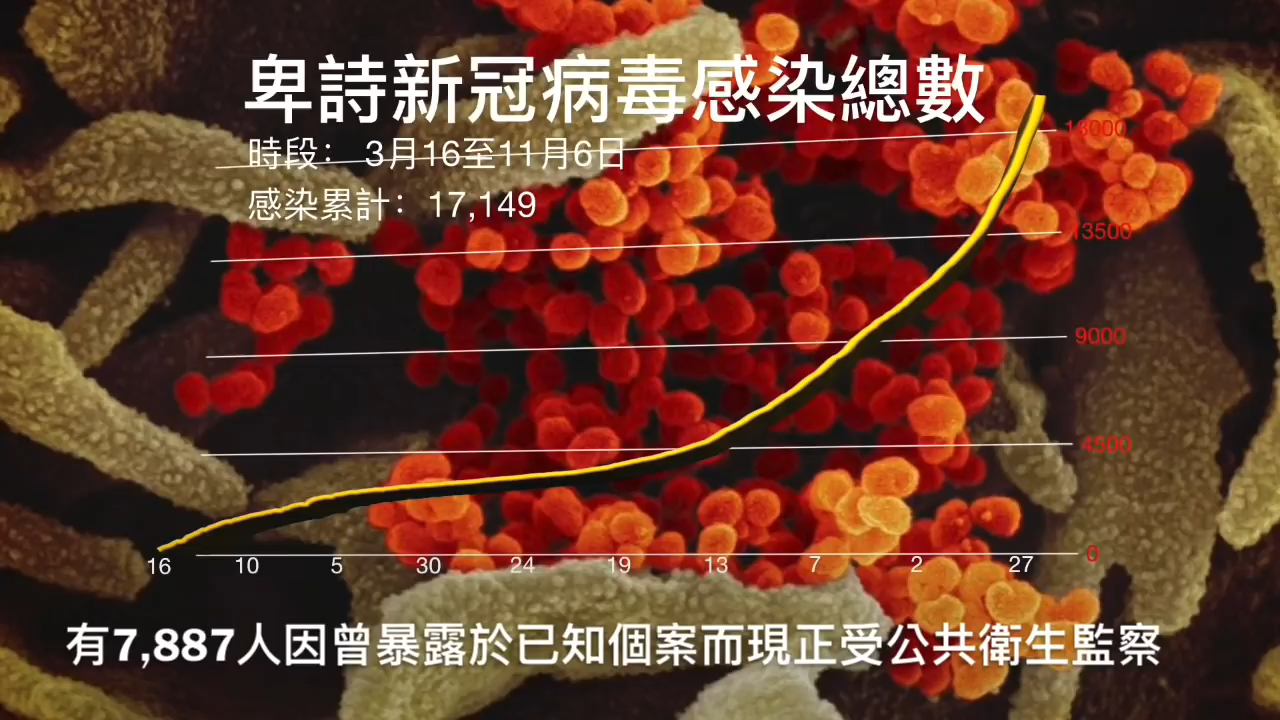 卑詩新冠病毒感染總數
時段： 3月16至11月6日
感染累計：17,149
18000
13500
9000
4500
0
16 10 5 30 24 19 13 7 2 27
有7,887人因曾暴露於已知個案而現正受公共衛生監察